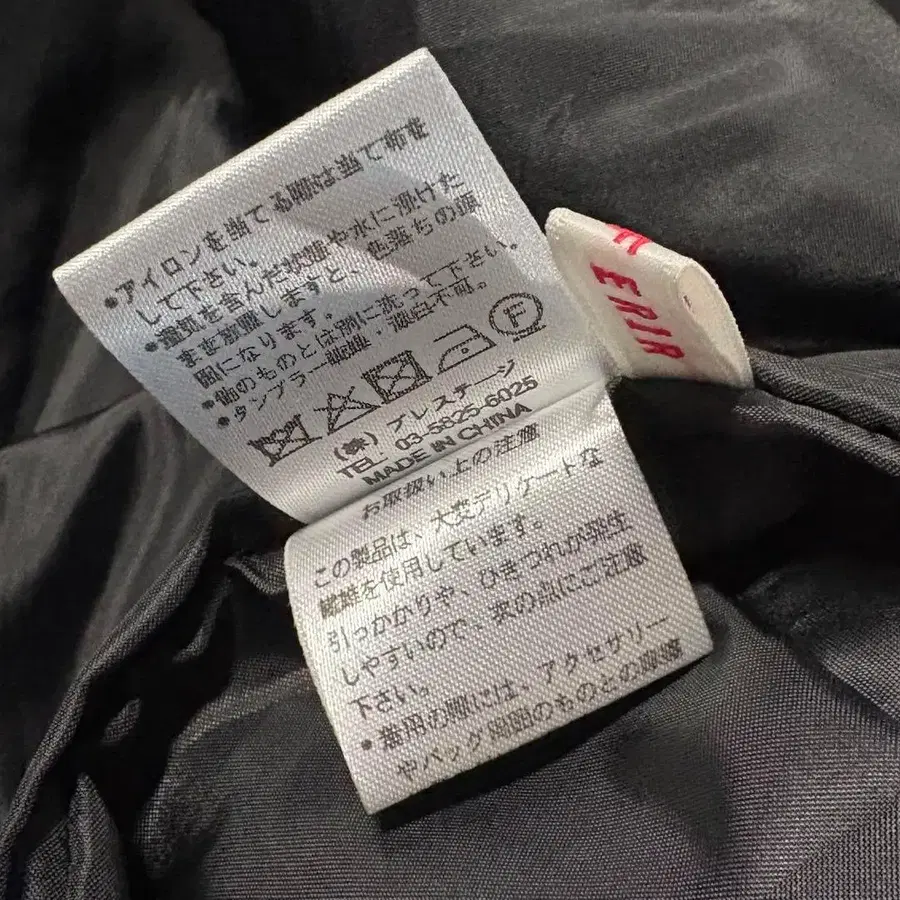 •アイロンを当てる際は当て布を
して下さい。
•湿気を含んだ状態や水に漬けた
まま放置しますと、色落ちの原
因になります。
•他のものとは別に洗って下さい。
•タンブラー乾燥・漂白不可。
F
(株) プレステージ
TEL: 03-5825-6025
MADE IN CHINA
お取扱い上の注意
この製品は、大変デリケートな
繊維を使用しています。
引っかかりや、ひきつれが発生
しやすいので、次の点にご注意
下さい。
•着用の際には、アクセサリー
やバッグ周囲のものとの摩擦
ERIR